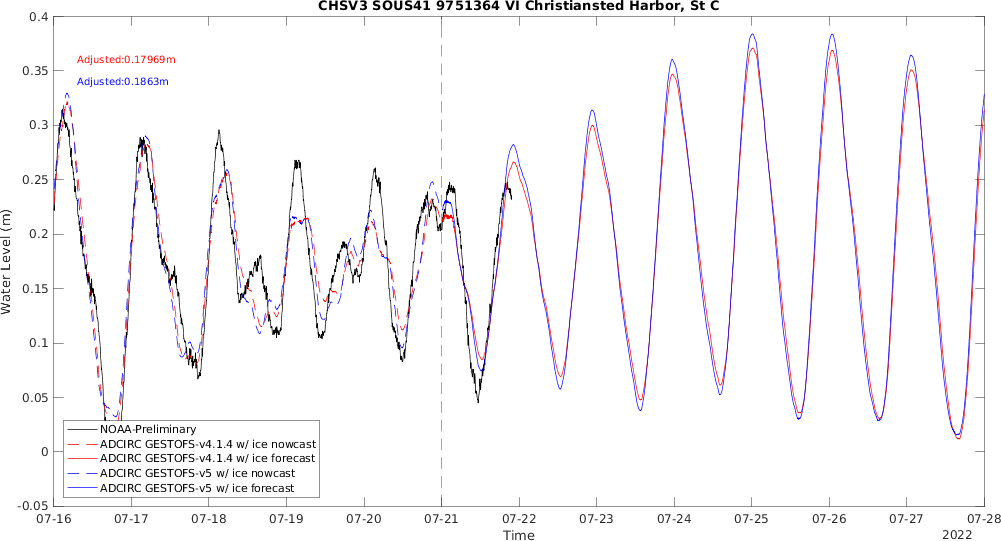 CHSV3 SOUS41 9751364 VI Christiansted Harbor, St C
0.4
0.35
0.3
0.25
0.2
0.15
0.1
0.05
0
-0.05
Water Level (m)
Adjusted:0.17969m
Adjusted:0.1863m
NOAA-Preliminary
ADCIRC GESTOFS-v4.1.4 w/ ice nowcast
ADCIRC GESTOFS-v4.1.4 w/ ice forecast
ADCIRC GESTOFS-v5 w/ ice nowcast
ADCIRC GESTOFS-v5 w/ ice forecast
07-16 07-17 07-18 07-19 07-20 07-21 07-22 07-23 07-24 07-25 07-26 07-27 07-28
Time
2022